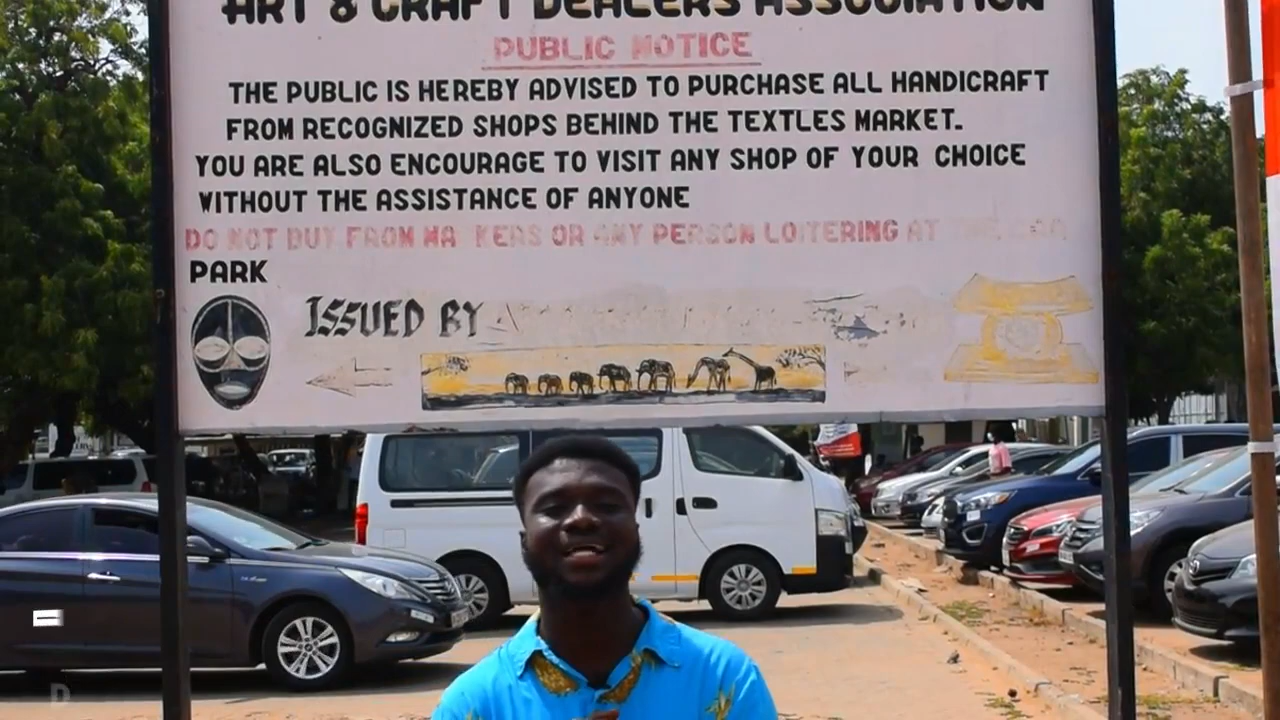 ART & CRAFT DEALERS ASSOCIATION
PUBLIC NOTICE
THE PUBLIC IS HEREBY ADVISED TO PURCHASE ALL HANDICRAFT
FROM RECOGNIZED SHOPS BEHIND THE TEXTLES MARKET.
YOU ARE ALSO ENCOURAGE TO VISIT ANY SHOP OF YOUR CHOICE
WITHOUT THE ASSISTANCE OF ANYONE
DO NOT BUY FROM OR ANY PERSON LOITERING AT THE CAR
PARK
ISSUED BY